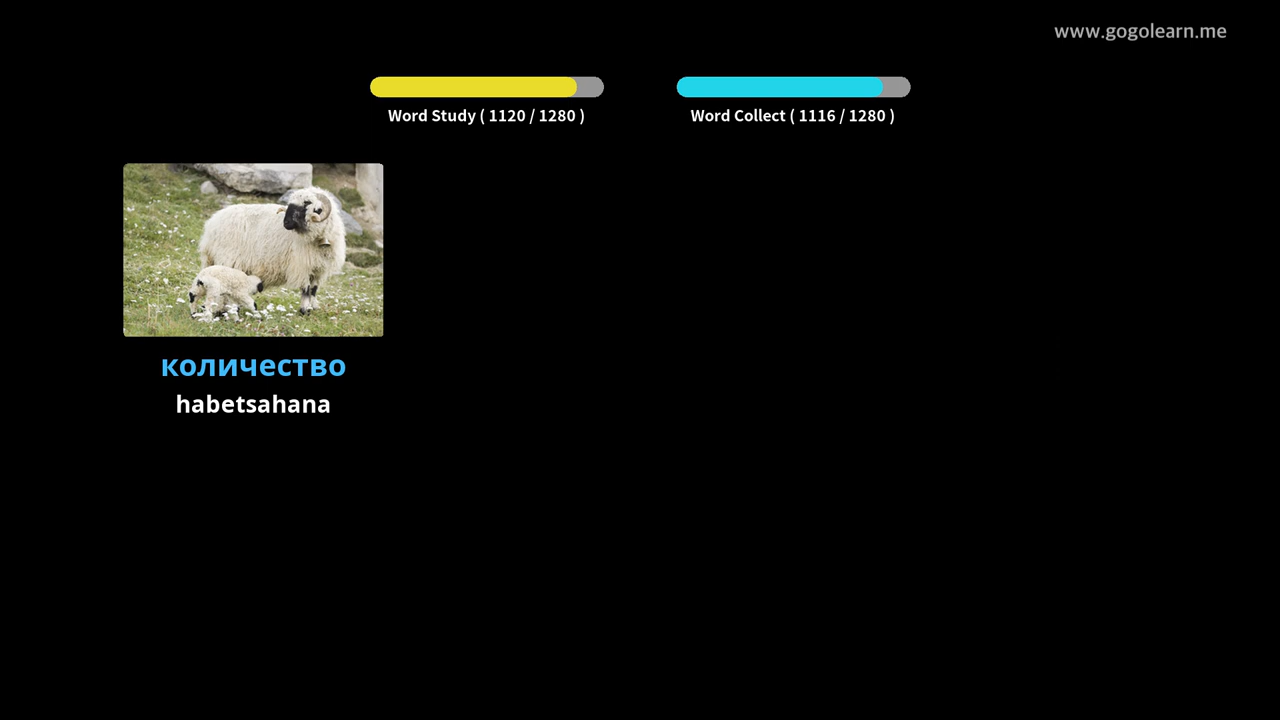 www.gogolearn.me
Word Study ( 1120 / 1280 )
Word Collect ( 1116 / 1280 )
количество
habetsahana